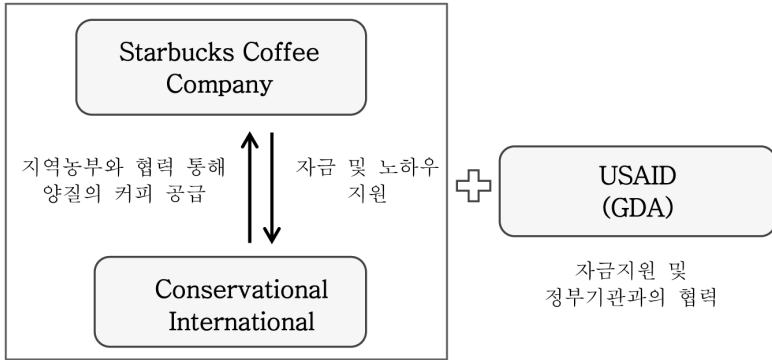 Starbucks Coffee
Company
지역농부와 협력 통해
양질의 커피 공급
자금 및 노하우
지원
Conservational
International
USAID
(GDA)
자금지원 및
정부기관과의 협력